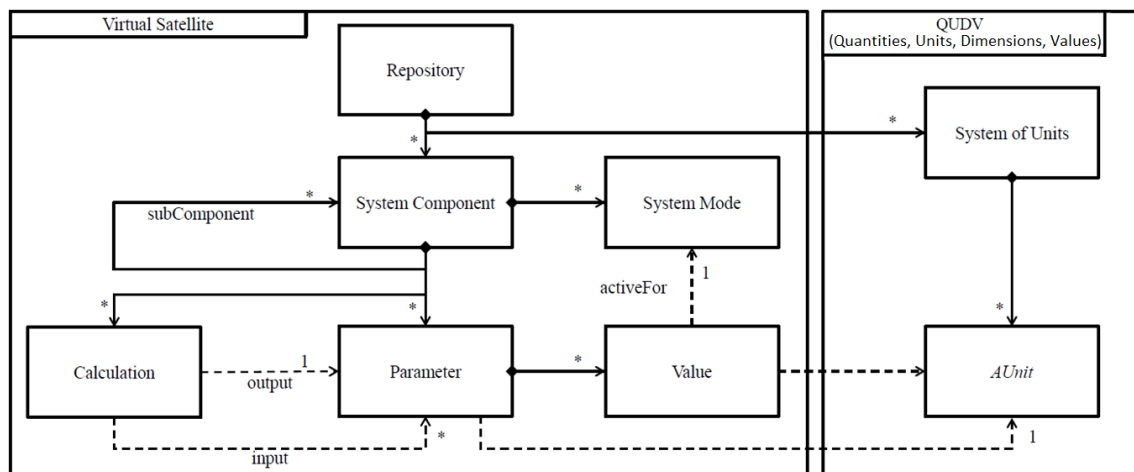 Virtual Satellite
QUDV
(Quantities, Units, Dimensions, Values)
Repository
*
*
System of Units
*
subComponent
System Component
*
System Mode
activeFor
1
*
*
*
Calculation
1
output
Parameter
*
Value
AUnit
input
*
1